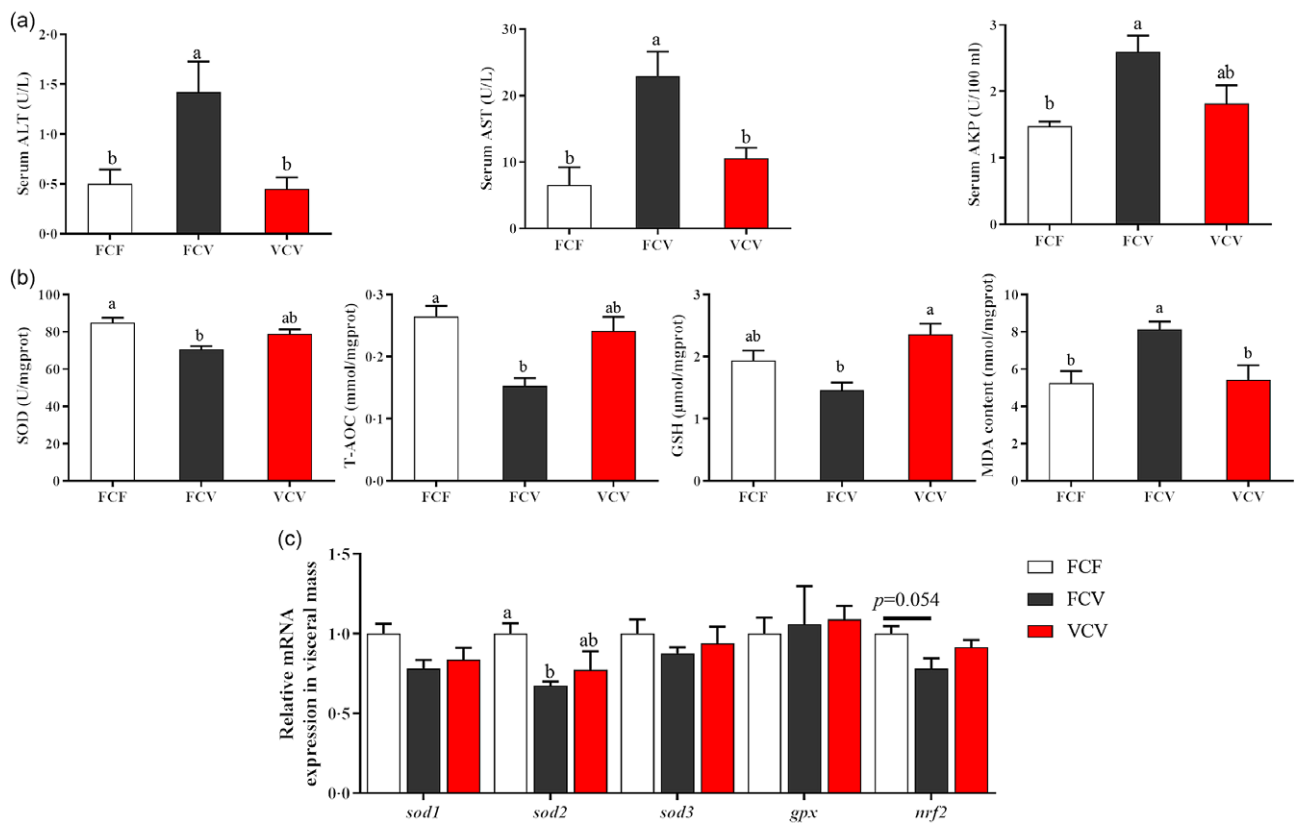 (a)
Serum ALT (U/L)
2·0
1·5
1·0
0·5
0·0
b
a
b
FCF FCV VCV
Serum AST (U/L)
30
20
10
0
b
a
b
FCF FCV VCV
Serum AKP (U/100 ml)
3
2
1
0
b
a
ab
FCF FCV VCV
(b)
SOD (U/mgprot)
100
80
60
40
20
0
a
b
ab
FCF FCV VCV
T-AOC (mmol/mgprot)
0·3
0·2
0·1
0·0
a
b
ab
FCF FCV VCV
GSH (μmol/mgprot)
3
2
1
0
ab
b
a
FCF FCV VCV
MDA content (nmol/mgprot)
10
8
6
4
2
0
b
a
b
FCF FCV VCV
(c)
Relative mRNA
expression in visceral mass
1·5
1·0
0·5
0·0
a
b
ab
p=0.054
sod1 sod2 sod3 gpx nrf2
FCF
FCV
VCV